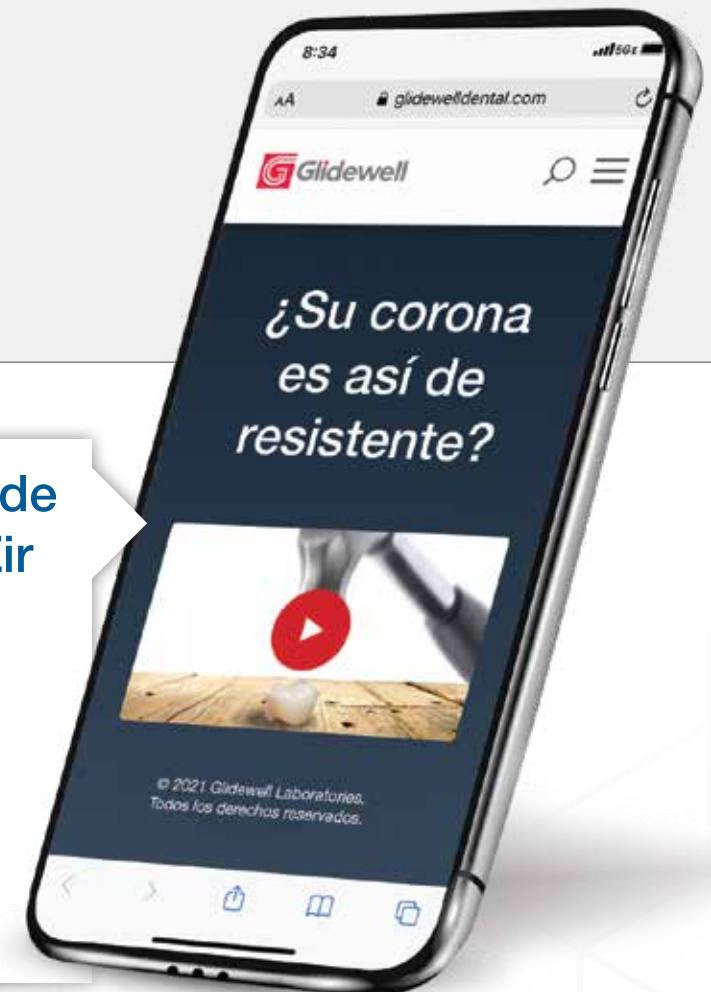 8:34
5G
AA glidewelldental.com
G Glidewell
¿Su corona
es así de
resistente?
de
ir
© 2021 Glidewell Laboratories.
Todos los derechos reservados.